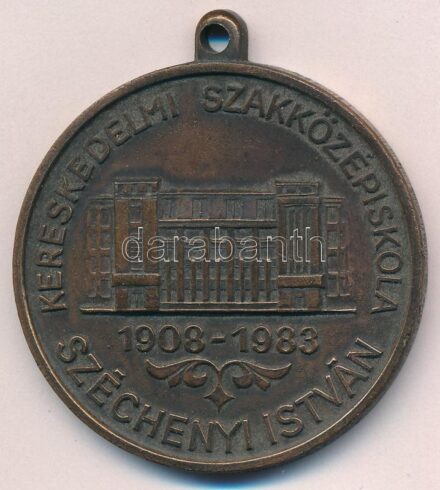 KERESKEDELMI SZAKKÖZÉPISKOLA
darabanth
1908-1983
SZÉCHENYI ISTVÁN